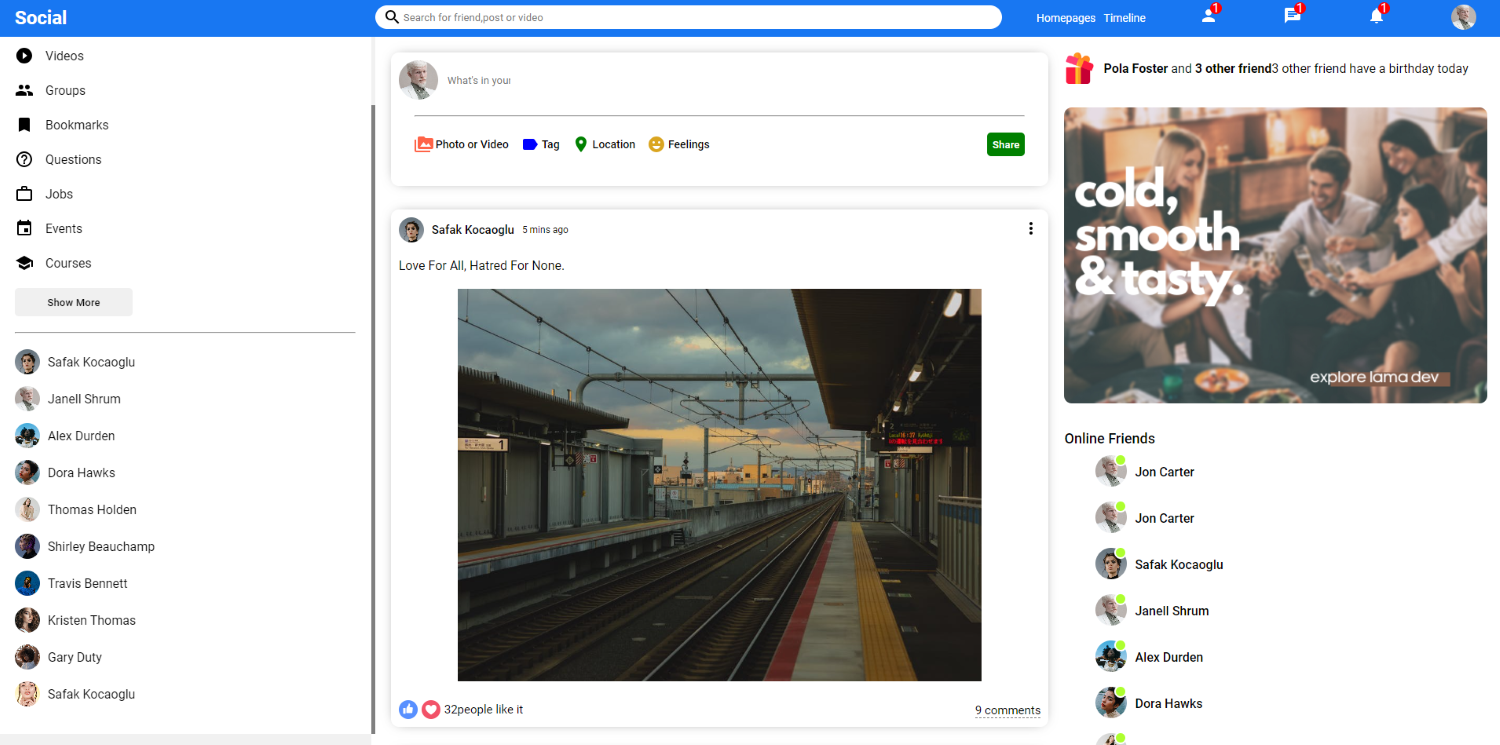 Social
Search for friend,post or video
Homepages Timeline
1
1
1
Videos
Groups
Bookmarks
Questions
Jobs
Events
Courses
Show More
Safak Kocaoglu
Janell Shrum
Alex Durden
Dora Hawks
Thomas Holden
Shirley Beauchamp
Travis Bennett
Kristen Thomas
Gary Duty
Safak Kocaoglu
What's in your
Photo or Video Tag Location Feelings Share
Safak Kocaoglu 5 mins ago
Love For All, Hatred For None.
1
32people like it
9 comments
Pola Foster and 3 other friend3 other friend have a birthday today
cold,
smooth
& tasty.
explore lama dev
Online Friends
Jon Carter
Jon Carter
Safak Kocaoglu
Janell Shrum
Alex Durden
Dora Hawks